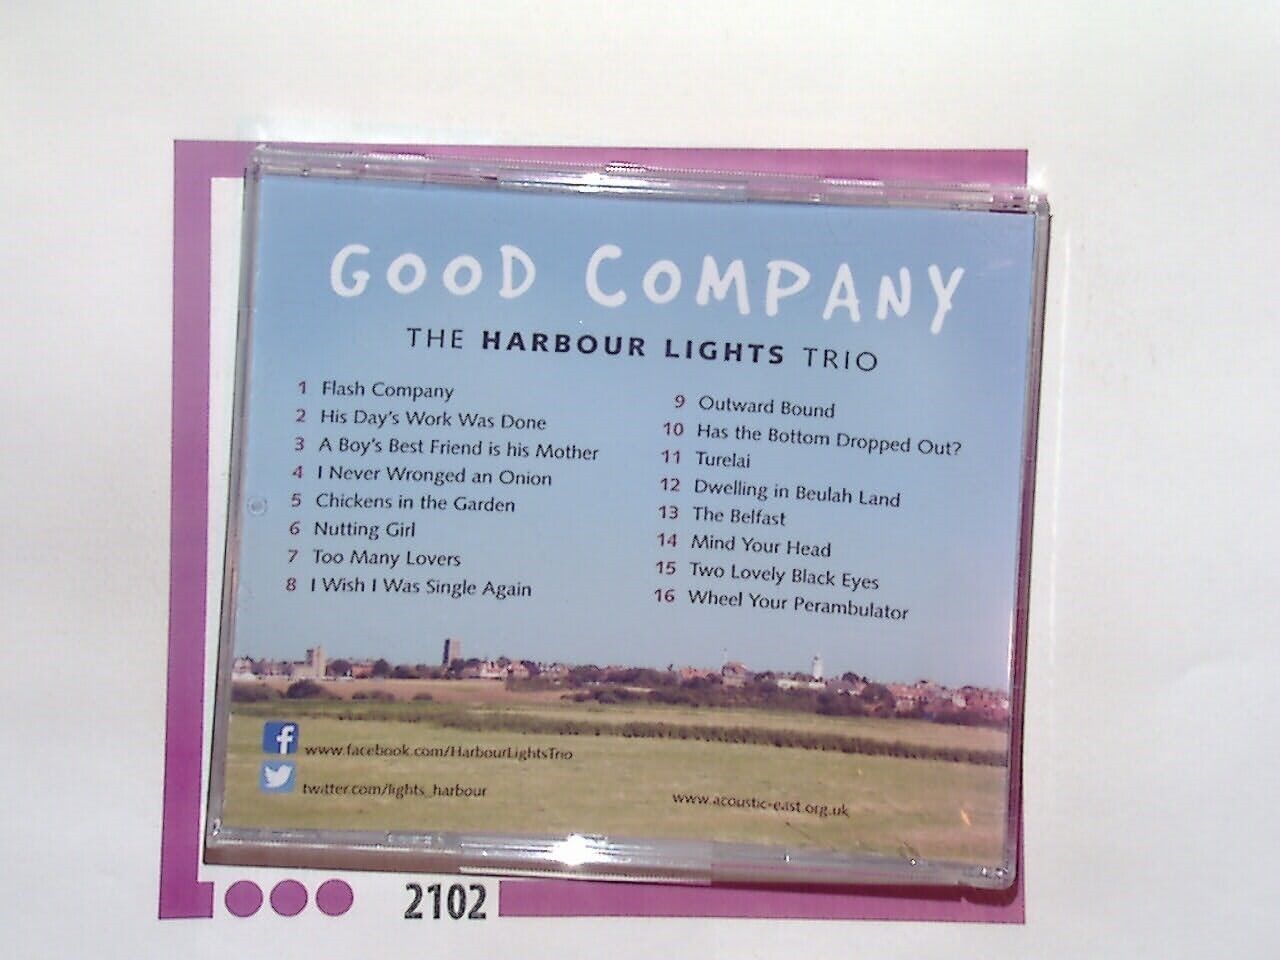 GOOD COMPANY
THE HARBOUR LIGHTS TRIO
1 Flash Company
2 His Day's Work Was Done
3 A Boy's Best Friend is his Mother
4 I Never Wronged an Onion
5 Chickens in the Garden
6 Nutting Girl
7 Too Many Lovers
8 I Wish I Was Single Again
9 Outward Bound
10 Has the Bottom Dropped Out?
11 Turelai
12 Dwelling in Beulah Land
13 The Belfast
14 Mind Your Head
15 Two Lovely Black Eyes
16 Wheel Your Perambulator
f www.facebook.com/HarbourLightsTrio
twitter.com/lights_harbour
www.acoustic-east.org.uk
2102